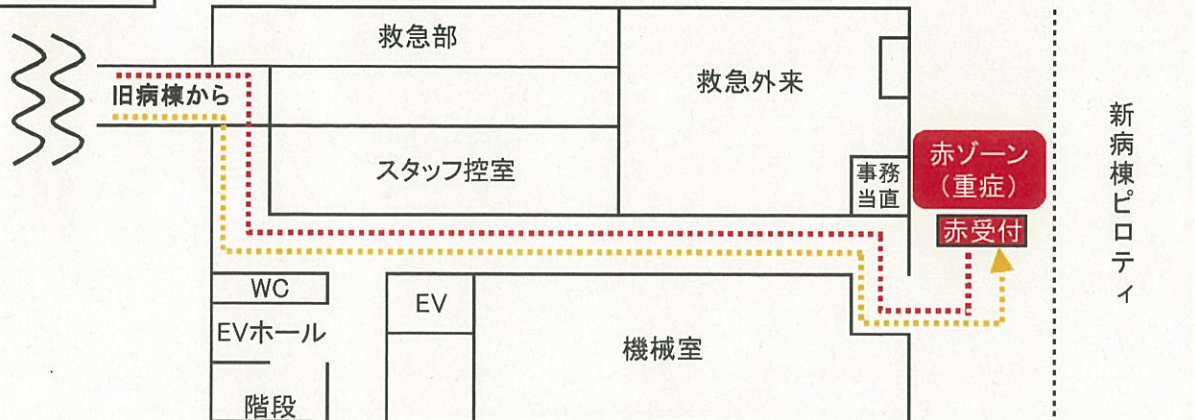 救急部
旧病棟から
救急外来
スタッフ控室
事務
当直
赤ゾーン
（重症）
赤受付
新病棟ピロティ
WC
EV
EVホール
機械室
階段